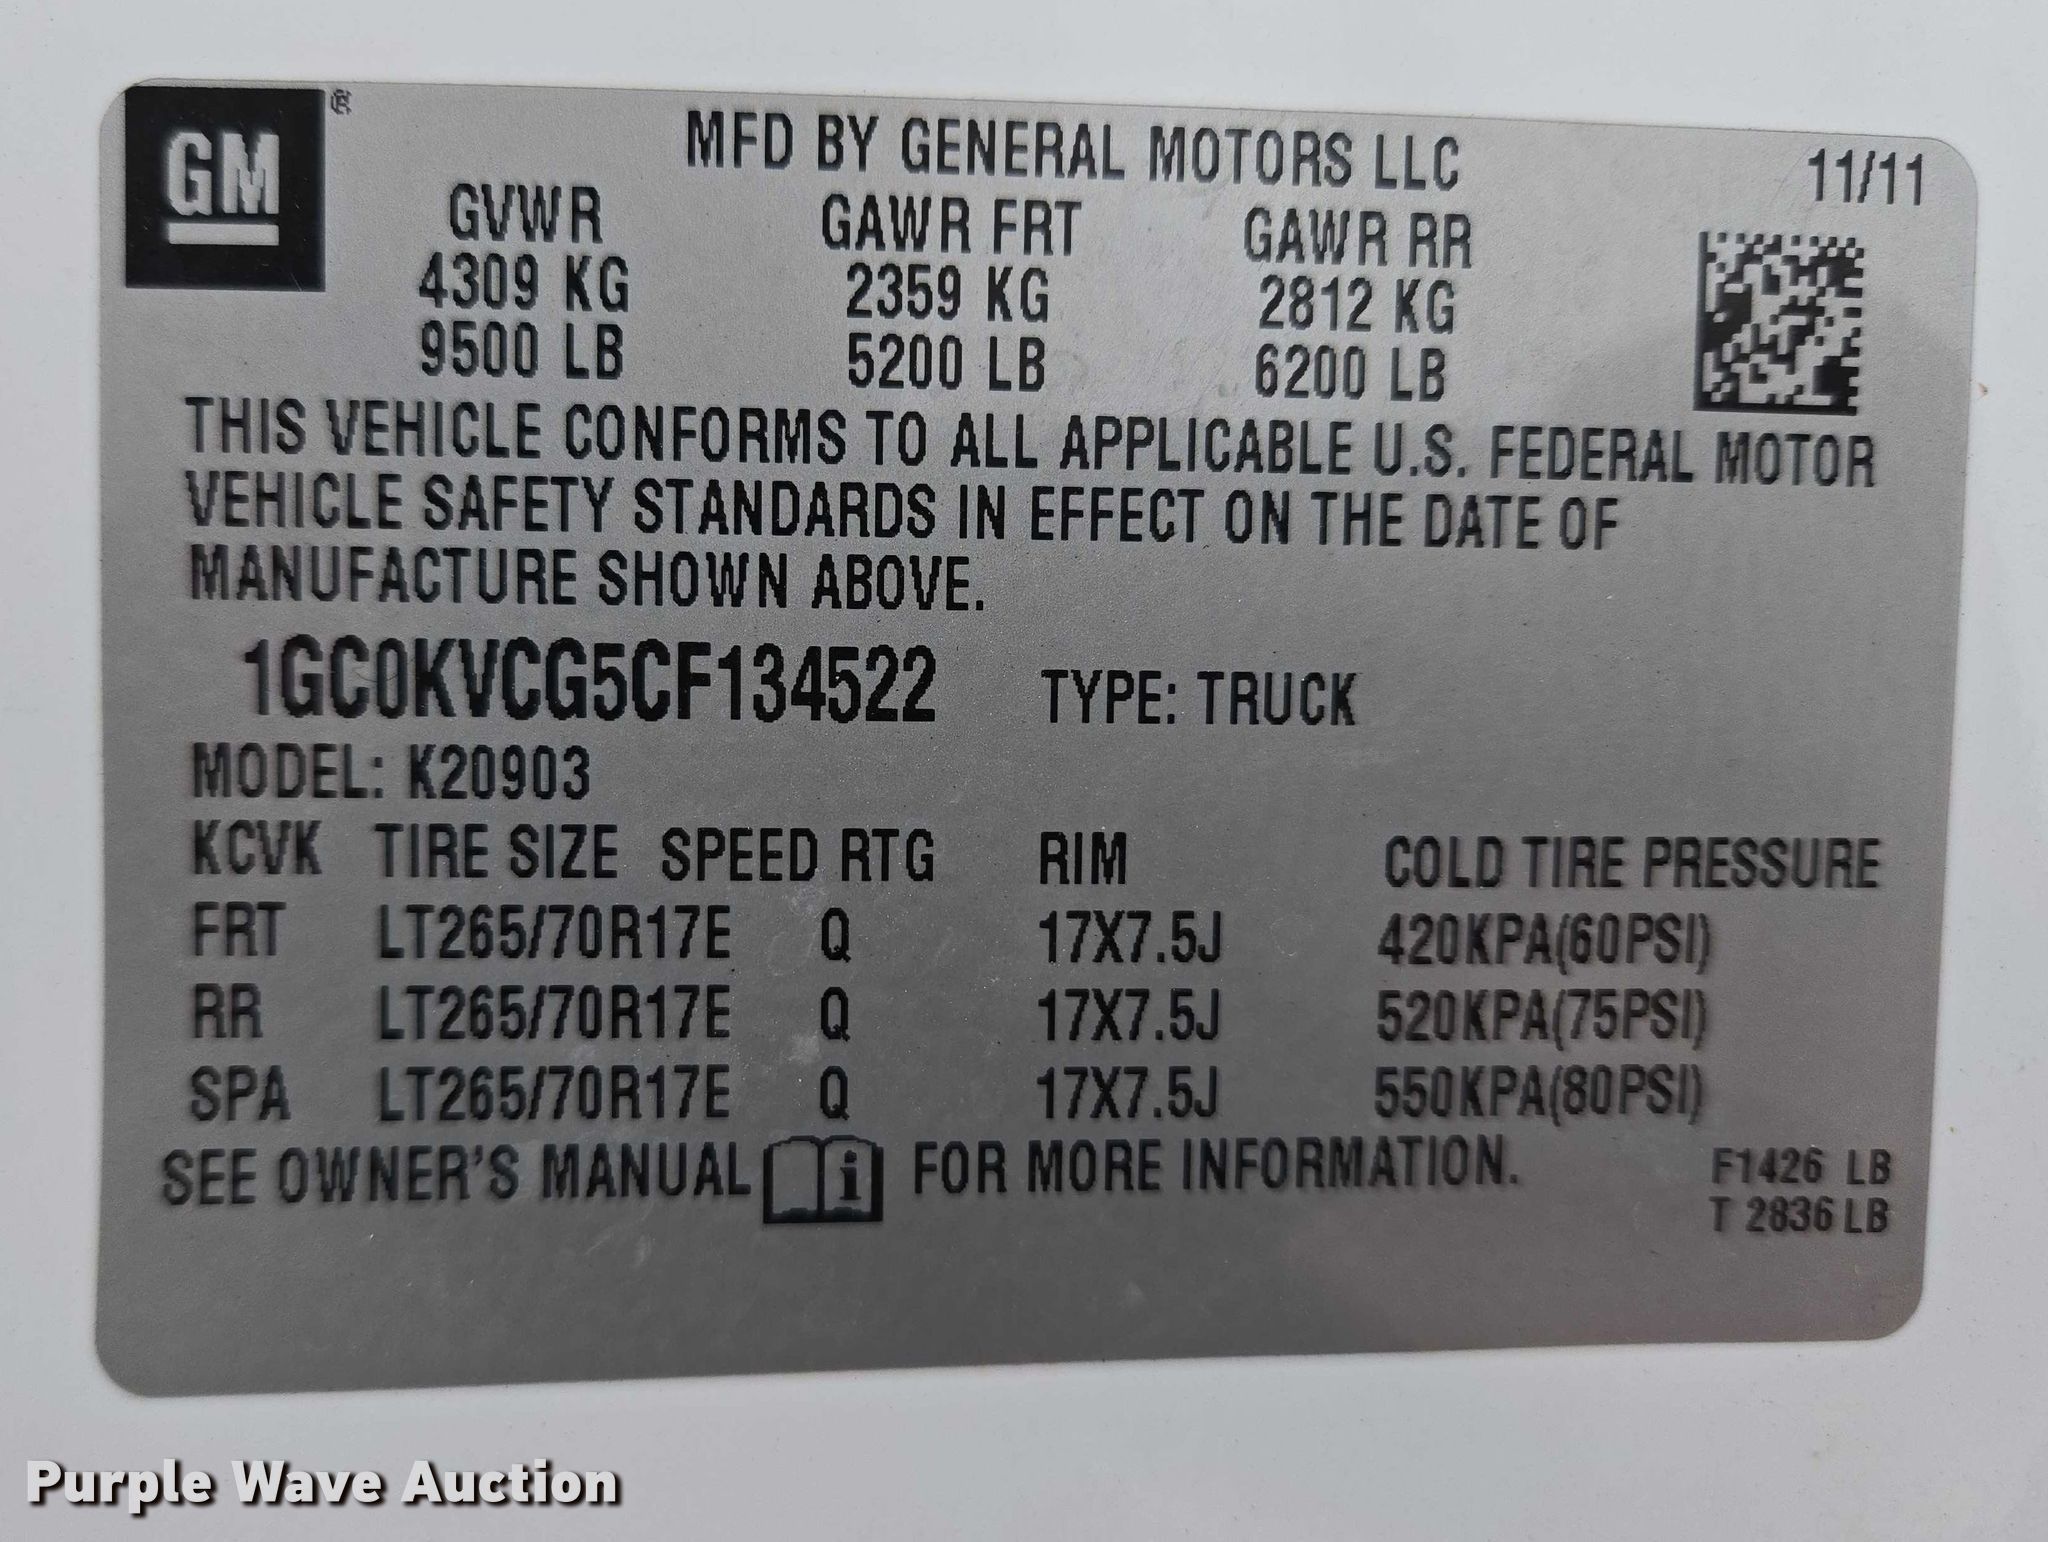 GM ®
MFD BY GENERAL MOTORS LLC 11/11
GVWR GAWR FRT GAWR RR
4309 KG 2359 KG 2812 KG
9500 LB 5200 LB 6200 LB
THIS VEHICLE CONFORMS TO ALL APPLICABLE U.S. FEDERAL MOTOR
VEHICLE SAFETY STANDARDS IN EFFECT ON THE DATE OF
MANUFACTURE SHOWN ABOVE.
1GC0KVCG5CF134522 TYPE: TRUCK
MODEL: K20903
KCVK TIRE SIZE SPEED RTG RIM COLD TIRE PRESSURE
FRT LT265/70R17E Q 17X7.5J 420KPA(60PSI)
RR LT265/70R17E Q 17X7.5J 520KPA(75PSI)
SPA LT265/70R17E Q 17X7.5J 550KPA(80PSI)
SEE OWNER'S MANUAL i FOR MORE INFORMATION. F1426 LB
T 2836 LB
Purple Wave Auction